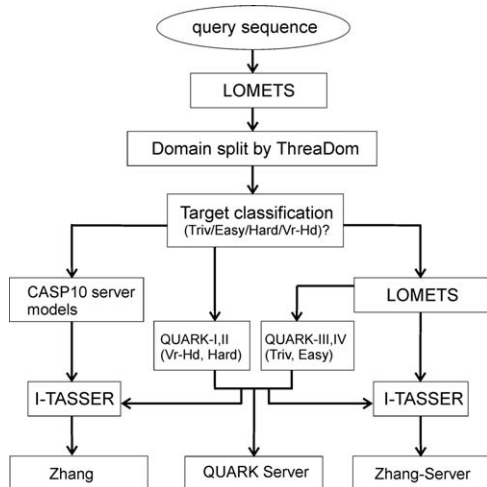 query sequence
LOMETS
Domain split by ThreaDom
Target classification
(Triv/Easy/Hard/Vr-Hd)?
CASP10 server
models
LOMETS
QUARK-I,II
(Vr-Hd, Hard)
QUARK-III,IV
(Triv, Easy)
I-TASSER
I-TASSER
Zhang
QUARK Server
Zhang-Server